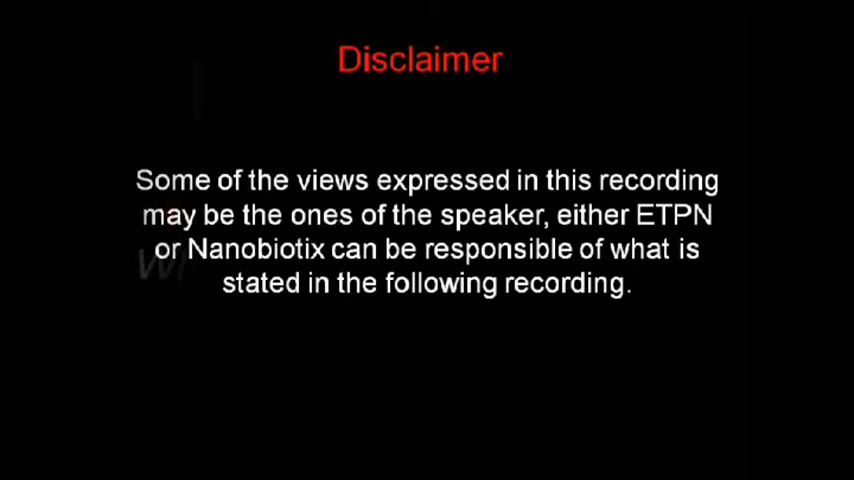 Disclaimer
Some of the views expressed in this recording
may be the ones of the speaker, either ETPN
or Nanobiotix can be responsible of what is
stated in the following recording.